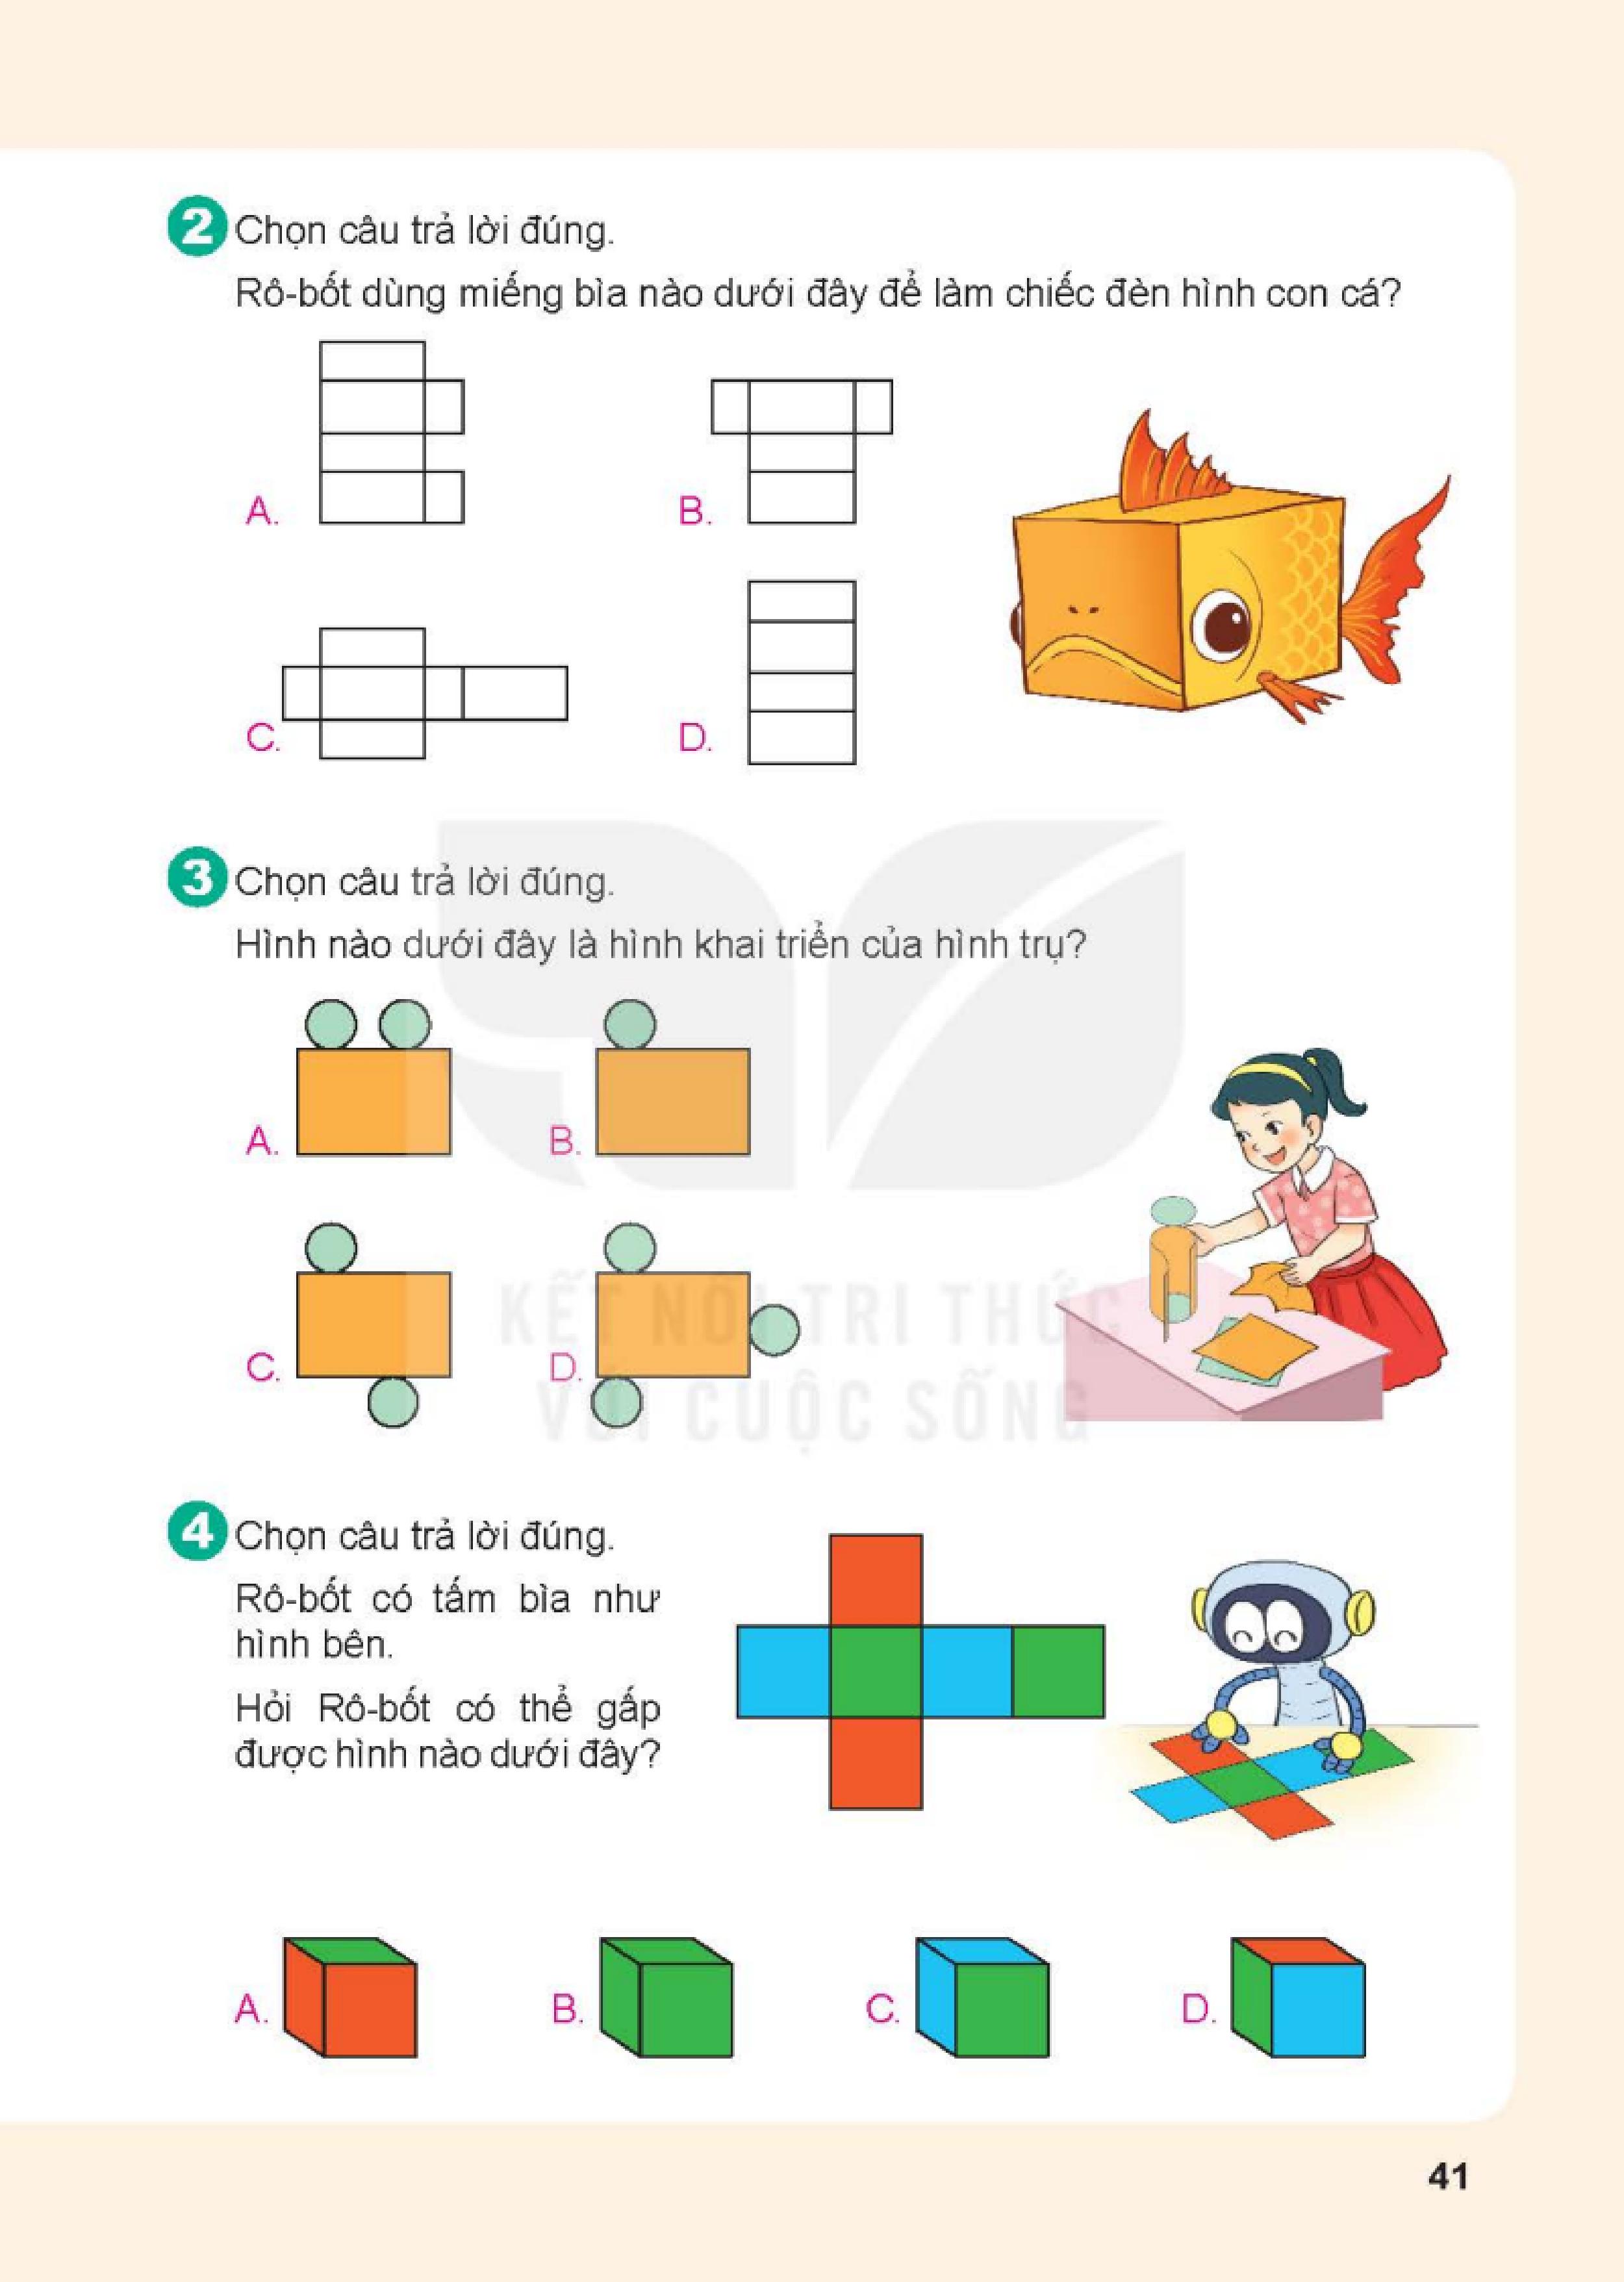 2 Chọn câu trả lời đúng.
Rô-bốt dùng miếng bìa nào dưới đây để làm chiếc đèn hình con cá?
A.
B.
C.
D.
3 Chọn câu trả lời đúng.
Hình nào dưới đây là hình khai triển của hình trụ?
A.
B.
C.
D.
KẾT NỐI TRI THỨC
VỚI CUỘC SỐNG
4 Chọn câu trả lời đúng.
Rô-bốt có tấm bìa như
hình bên.
Hỏi Rô-bốt có thể gấp
được hình nào dưới đây?
A.
B.
C.
D.
41